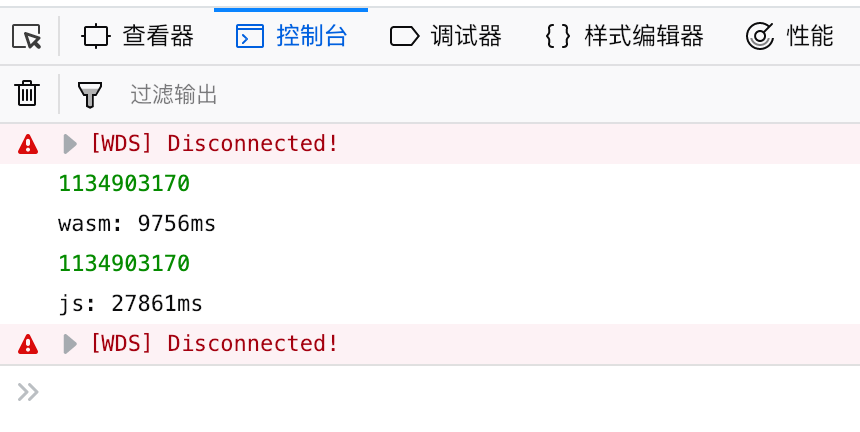 查看器 控制台 调试器 {} 样式编辑器 性能
过滤输出
[WDS] Disconnected!
1134903170
wasm: 9756ms
1134903170
js: 27861ms
[WDS] Disconnected!